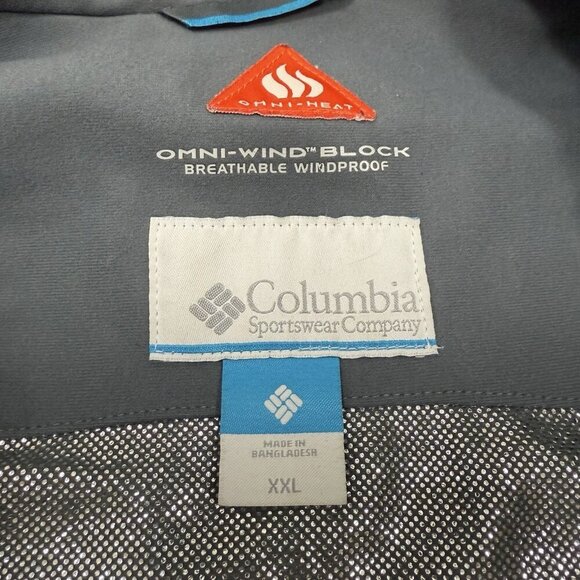 OMNI-HEAT
OMNI-WIND™ BLOCK
BREATHABLE WINDPROOF
Columbia
Sportswear Company
MADE IN
BANGLADESH
XXL